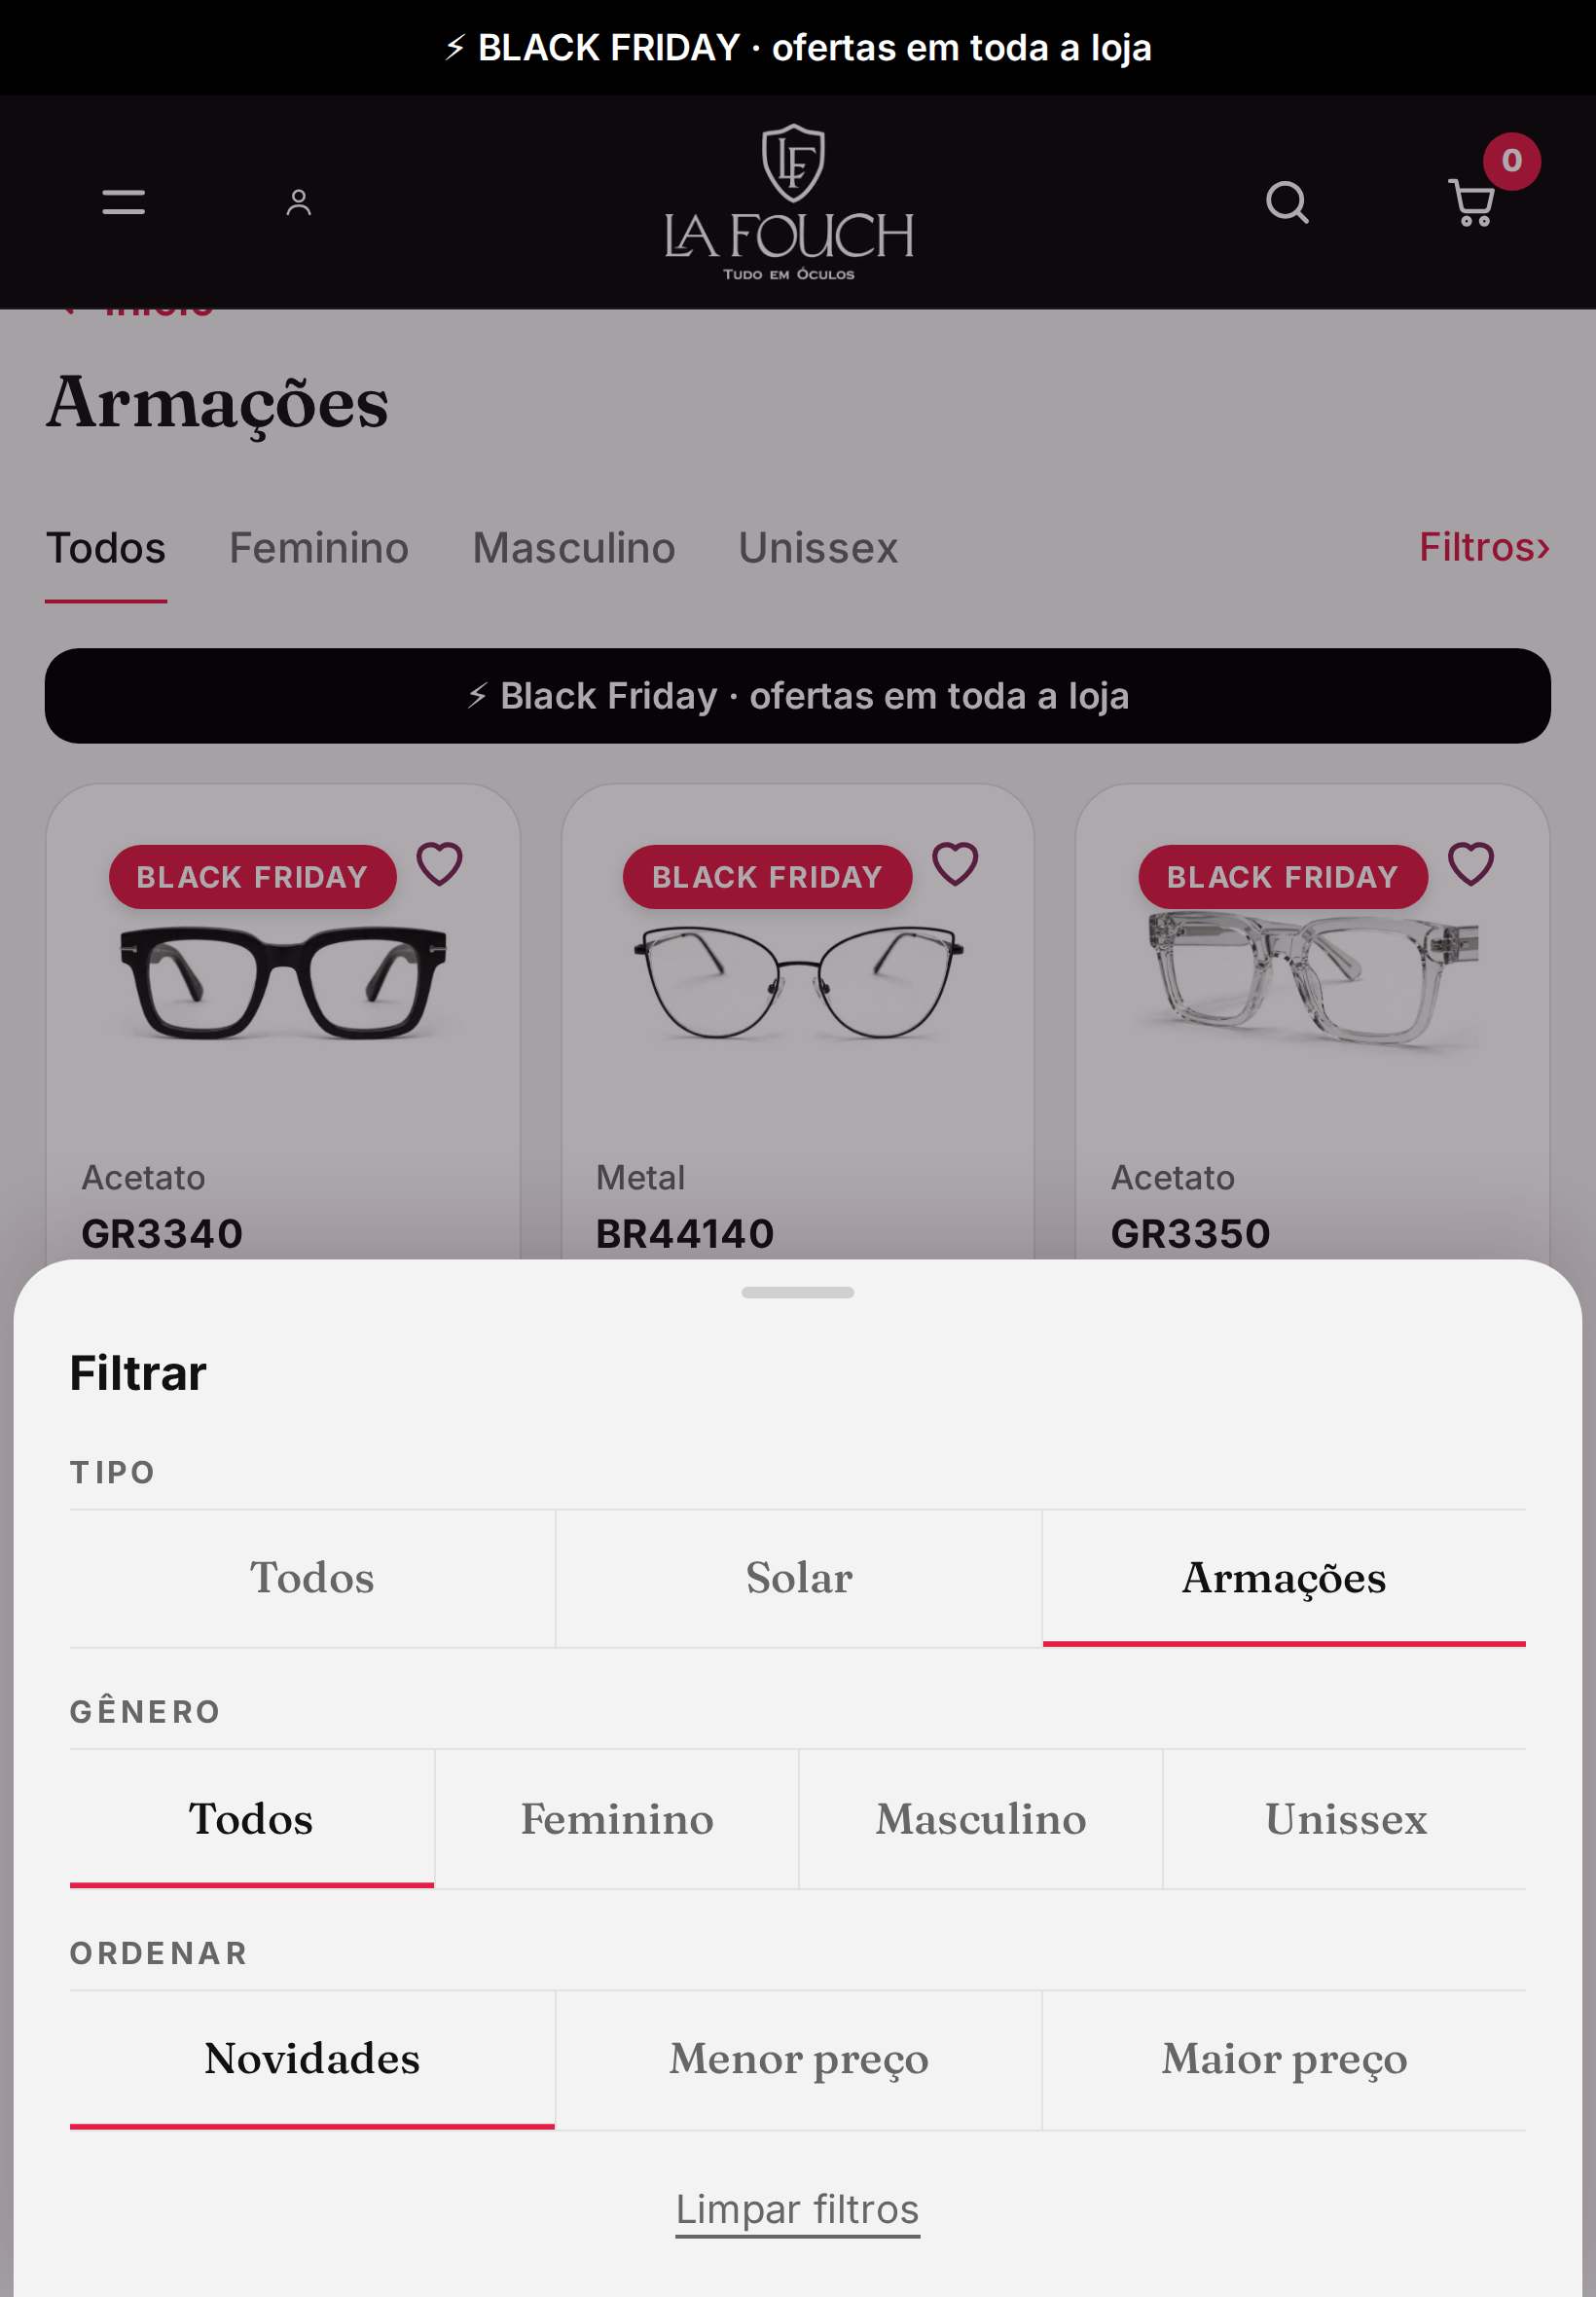 ⚡ BLACK FRIDAY · ofertas em toda a loja
0
LF
LA FOUCH
TUDO EM ÓCULOS
Armações
Todos Feminino Masculino Unissex Filtros›
⚡ Black Friday · ofertas em toda a loja
BLACK FRIDAY BLACK FRIDAY BLACK FRIDAY
Acetato Metal Acetato
GR3340 BR44140 GR3350
Filtrar
TIPO
Todos Solar Armações
GÊNERO
Todos Feminino Masculino Unissex
ORDENAR
Novidades Menor preço Maior preço
Limpar filtros